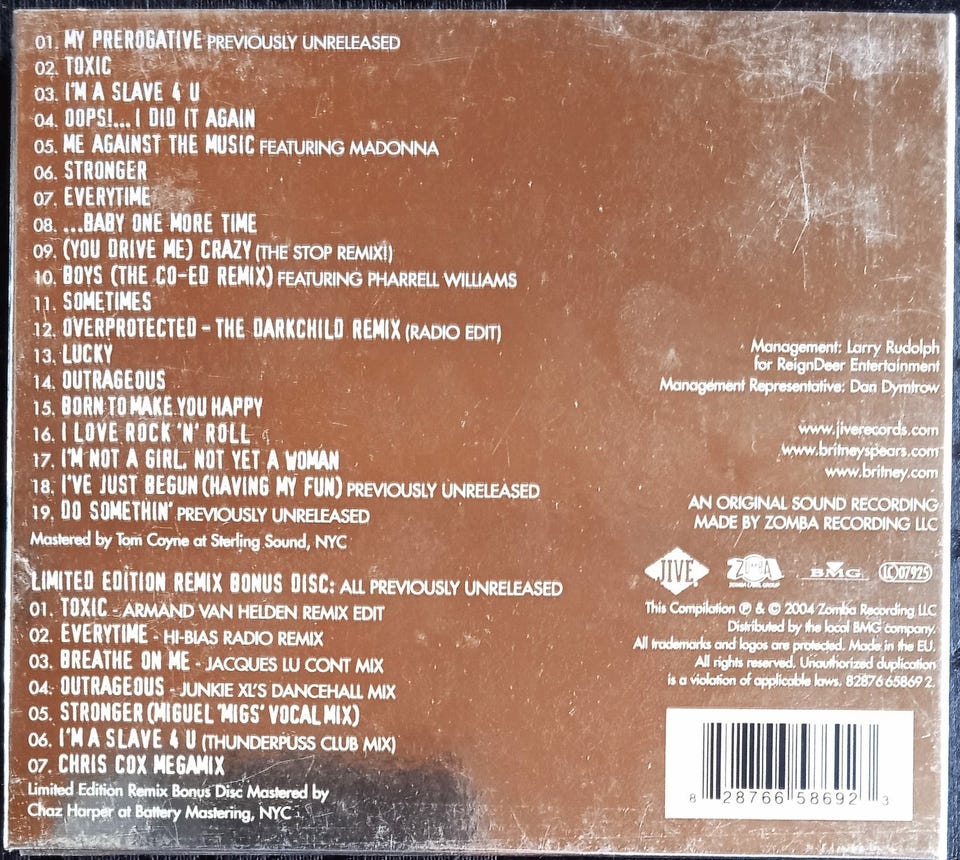 01. MY PREROGATIVE PREVIOUSLY UNRELEASED
02. TOXIC
03. I'M A SLAVE 4 U
04. OOPS!... I DID IT AGAIN
05. ME AGAINST THE MUSIC FEATURING MADONNA
06. STRONGER
07. EVERYTIME
08. ...BABY ONE MORE TIME
09. (YOU DRIVE ME) CRAZY (THE STOP REMIX!)
10. BOYS (THE CO-ED REMIX) FEATURING PHARRELL WILLIAMS
11. SOMETIMES
12. OVERPROTECTED - THE DARKCHILD REMIX (RADIO EDIT)
13. LUCKY
14. OUTRAGEOUS
15. BORN TO MAKE YOU HAPPY
16. I LOVE ROCK 'N' ROLL
17. I'M NOT A GIRL, NOT YET A WOMAN
18. I'VE JUST BEGUN (HAVING MY FUN) PREVIOUSLY UNRELEASED
19. DO SOMETHIN' PREVIOUSLY UNRELEASED
Mastered by Tom Coyne at Sterling Sound, NYC
LIMITED EDITION REMIX BONUS DISC: ALL PREVIOUSLY UNRELEASED
01. TOXIC - ARMAND VAN HELDEN REMIX EDIT
02. EVERYTIME - HI-BIAS RADIO REMIX
03. BREATHE ON ME - JACQUES LU CONT MIX
04. OUTRAGEOUS - JUNKIE XL'S DANCEHALL MIX
05. STRONGER (MIGUEL 'MIGS' VOCAL MIX)
06. I'M A SLAVE 4 U (THUNDERPUSS CLUB MIX)
07. CHRIS COX MEGAMIX
Limited Edition Remix Bonus Disc Mastered by
Chaz Harper at Battery Mastering, NYC
Management: Larry Rudolph
for ReignDeer Entertainment
Management Representative: Dan Dymtrow
www.jiverecords.com
www.britneyspears.com
www.britney.com
AN ORIGINAL SOUND RECORDING
MADE BY ZOMBA RECORDING LLC
JIVE ZOMBA BMG LC 07925
ZOMBA LABEL GROUP
This Compilation ℗ & © 2004 Zomba Recording LLC
Distributed by the local BMG company.
All trademarks and logos are protected. Made in the EU.
All rights reserved. Unauthorized duplication
is a violation of applicable laws. 82876 65869 2.
8 28766 58692 3